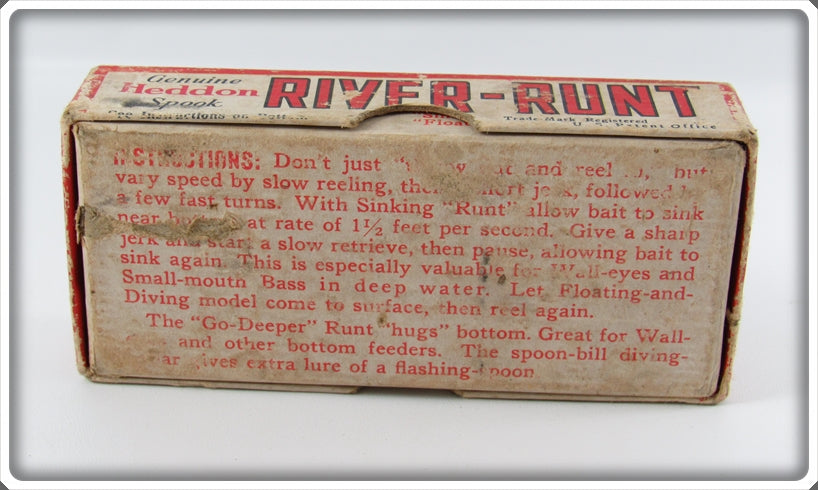 Genuine
Heddon
Spook
RIVER-RUNT
See Instructions on
Trade-Mark Registered
U. S. Patent Office
INSTRUCTIONS: Don't just and reel but
vary speed by slow reeling, then short jerk, followed
a few fast turns. With Sinking "Runt" allow bait to sink
near bottom at rate of 1½ feet per second. Give a sharp
jerk and start a slow retrieve, then pause, allowing bait to
sink again. This is especially valuable for Wall-eyes and
Small-mouth Bass in deep water. Let Floating-and-
Diving model come to surface, then reel again.
The "Go-Deeper" Runt "hugs" bottom. Great for Wall-
and other bottom feeders. The spoon-bill diving-
gives extra lure of a flashing-spoon